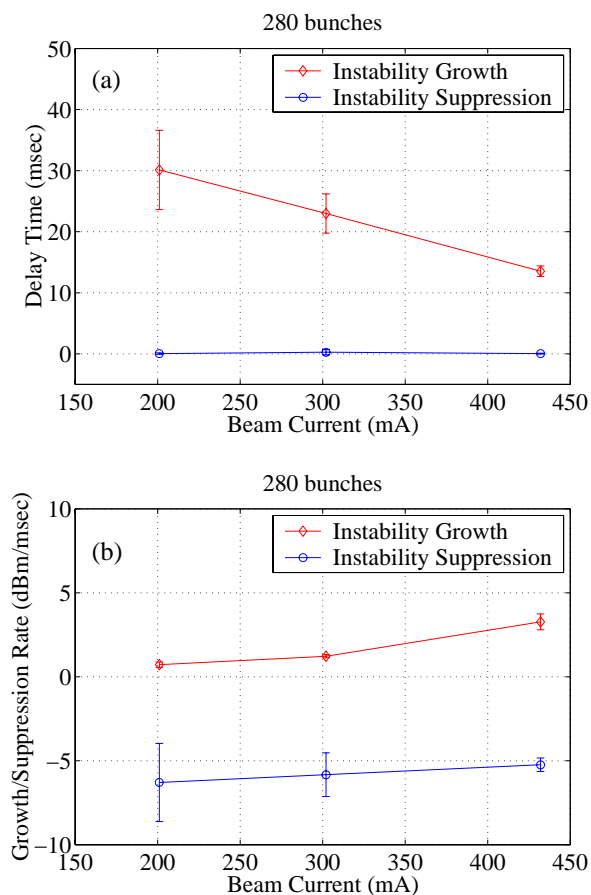 280 bunches
50
(a)
Instability Growth
Instability Suppression
40
30
20
10
0
Delay Time (msec)
150 200 250 300 350 400 450
Beam Current (mA)
280 bunches
10
(b)
Instability Growth
Instability Suppression
5
0
−5
−10
Growth/Suppression Rate (dBm/msec)
150 200 250 300 350 400 450
Beam Current (mA)